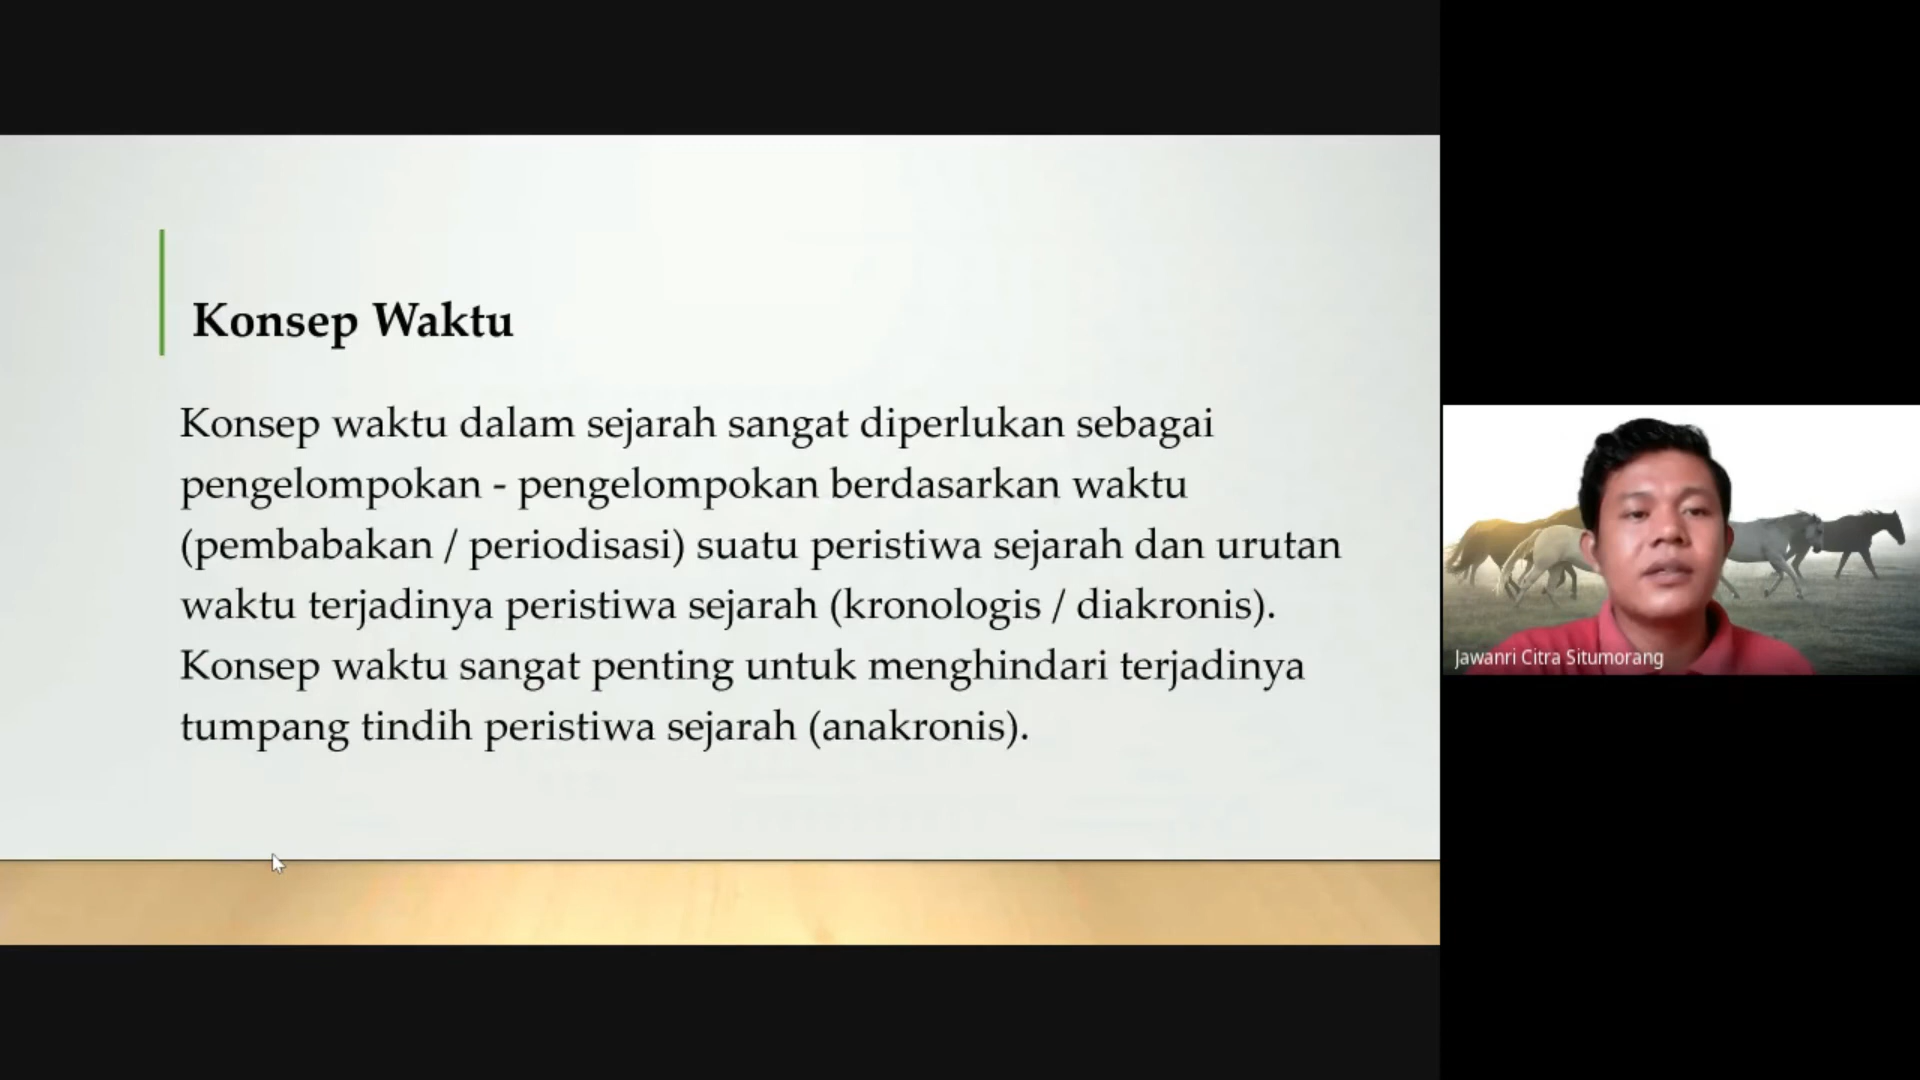 Konsep Waktu
Konsep waktu dalam sejarah sangat diperlukan sebagai
pengelompokan - pengelompokan berdasarkan waktu
(pembabakan / periodisasi) suatu peristiwa sejarah dan urutan
waktu terjadinya peristiwa sejarah (kronologis / diakronis).
Konsep waktu sangat penting untuk menghindari terjadinya
tumpang tindih peristiwa sejarah (anakronis).
Jawanri Citra Situmorang